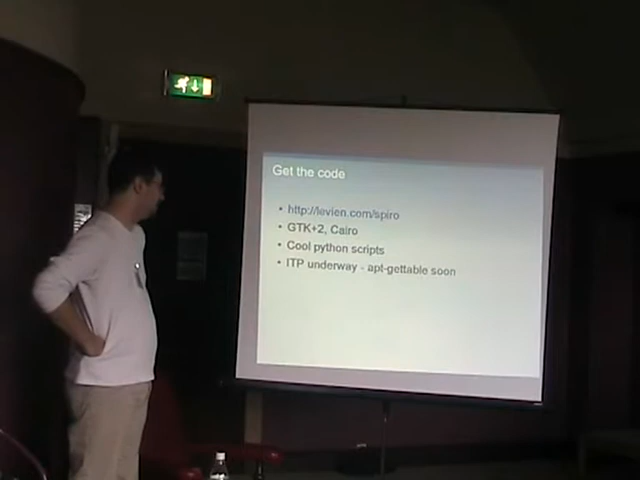 Get the code
• http://levien.com/spiro
• GTK+2, Cairo
• Cool python scripts
• ITP underway - apt-gettable soon